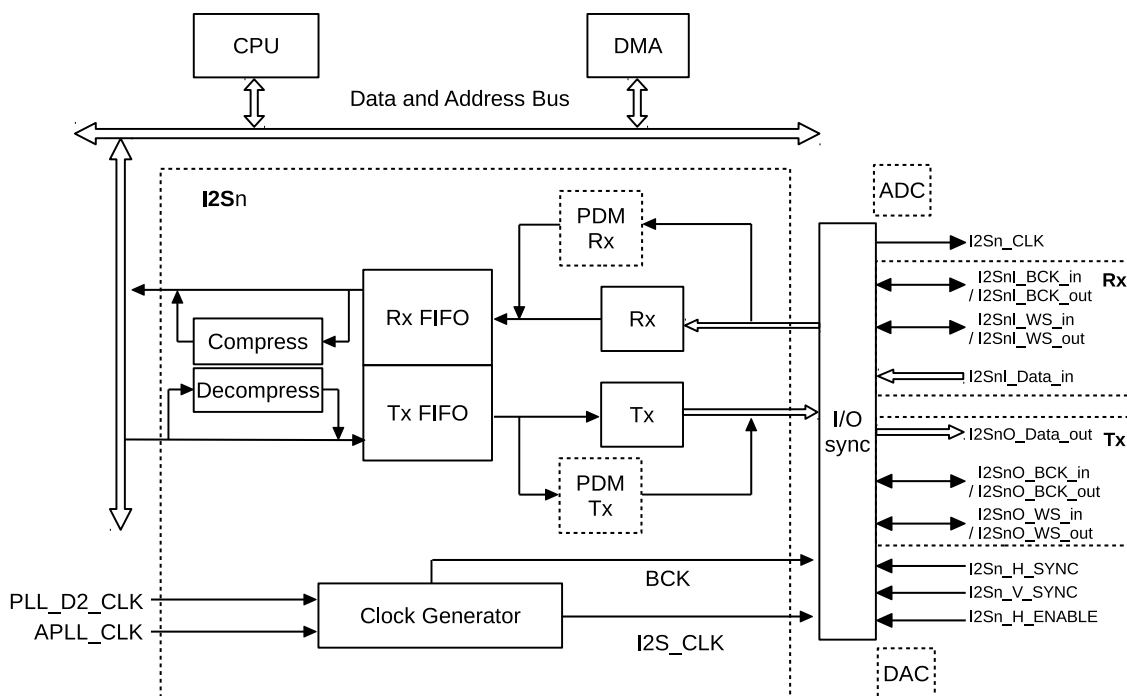 CPU
DMA
Data and Address Bus
I2Sn
ADC
PDM
Rx
I2Sn_CLK
I2SnI_BCK_in
/ I2SnI_BCK_out
Rx
Rx FIFO
Rx
I2SnI_WS_in
/ I2SnI_WS_out
Compress
I2SnI_Data_in
Decompress
Tx FIFO
Tx
I/O
sync
I2SnO_Data_out
Tx
PDM
Tx
I2SnO_BCK_in
/ I2SnO_BCK_out
I2SnO_WS_in
/ I2SnO_WS_out
BCK
I2Sn_H_SYNC
PLL_D2_CLK
Clock Generator
I2Sn_V_SYNC
APLL_CLK
I2S_CLK
I2Sn_H_ENABLE
DAC